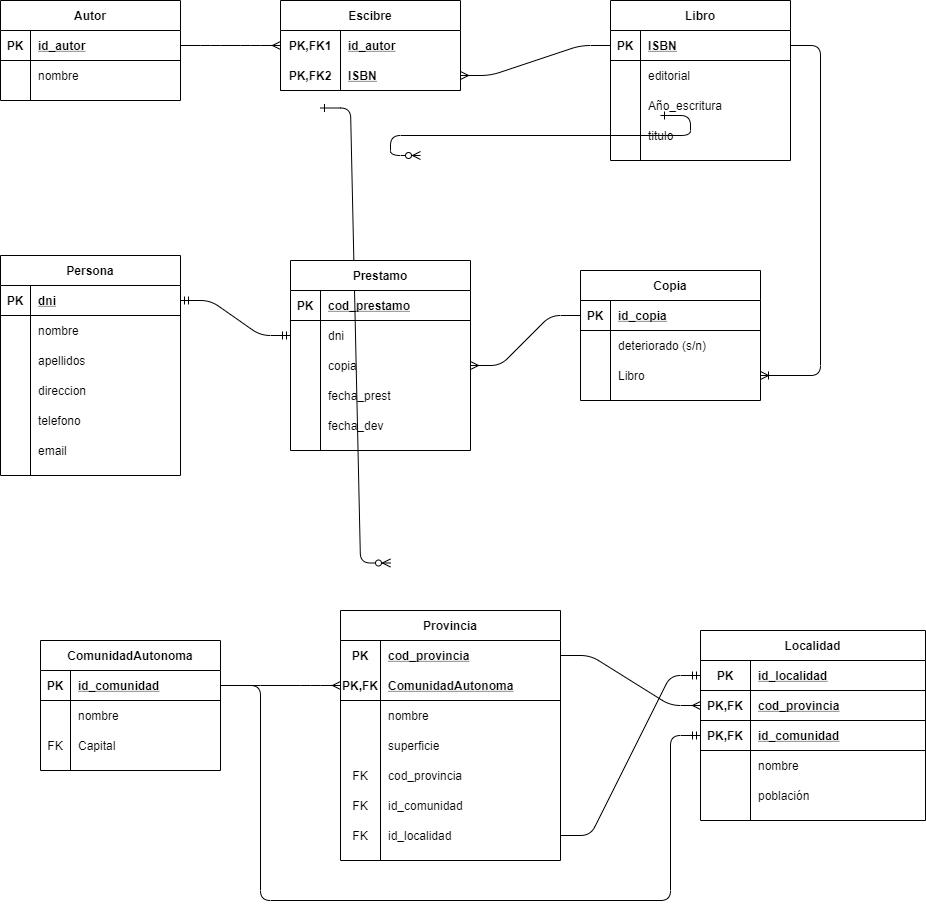 Autor
PK id_autor
nombre
Escibre
PK,FK1 id_autor
PK,FK2 ISBN
Libro
PK ISBN
editorial
Año_escritura
titulo
Persona
PK dni
nombre
apellidos
direccion
telefono
email
Prestamo
PK cod_prestamo
dni
copia
fecha_prest
fecha_dev
Copia
PK id_copia
deteriorado (s/n)
Libro
ComunidadAutonoma
PK id_comunidad
nombre
FK Capital
Provincia
PK cod_provincia
PK,FK ComunidadAutonoma
nombre
superficie
FK cod_provincia
FK id_comunidad
FK id_localidad
Localidad
PK id_localidad
PK,FK cod_provincia
PK,FK id_comunidad
nombre
población